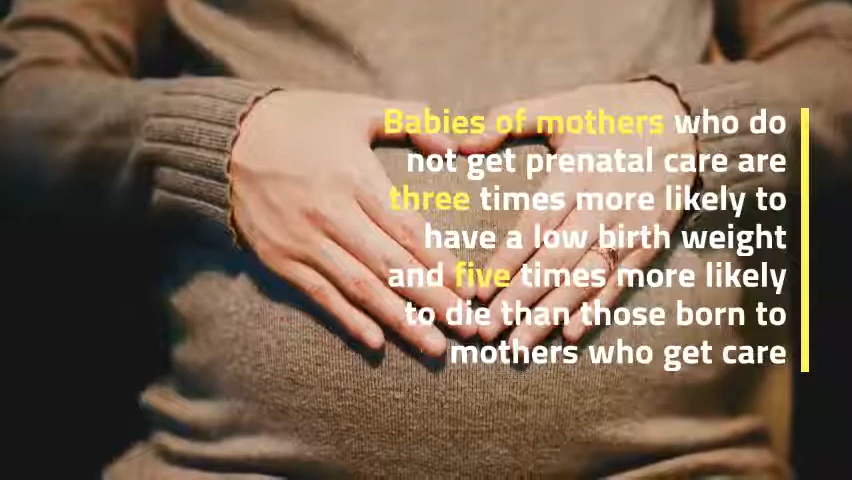 Babies of mothers who do
not get prenatal care are
three times more likely to
have a low birth weight
and five times more likely
to die than those born to
mothers who get care